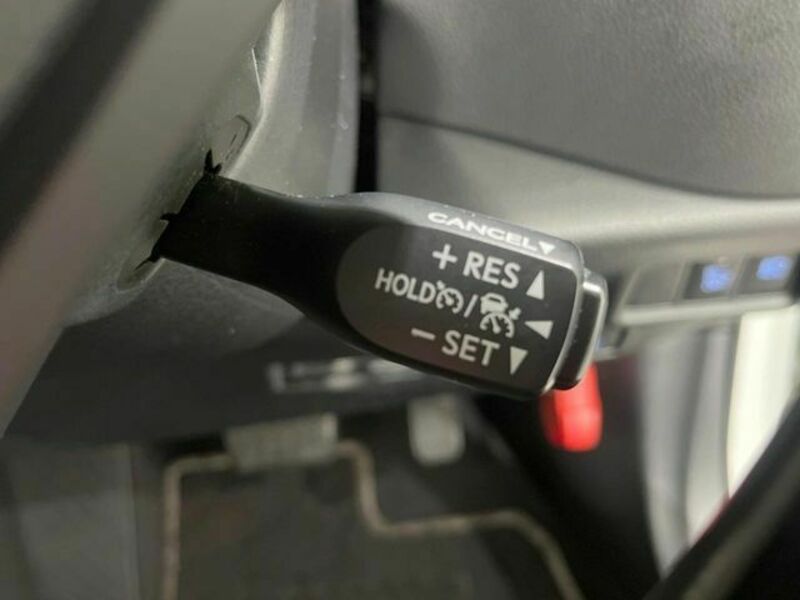 CANCEL▼
+ RES ▲
HOLD / ◀
− SET ▼